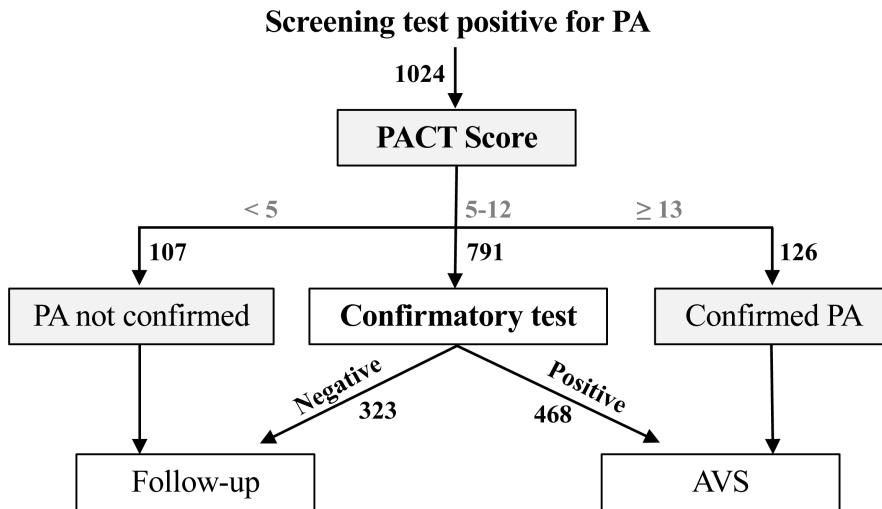 Screening test positive for PA
1024
PACT Score
< 5
5-12
≥ 13
107
791
126
PA not confirmed
Confirmatory test
Confirmed PA
Negative
Positive
323
468
Follow-up
AVS